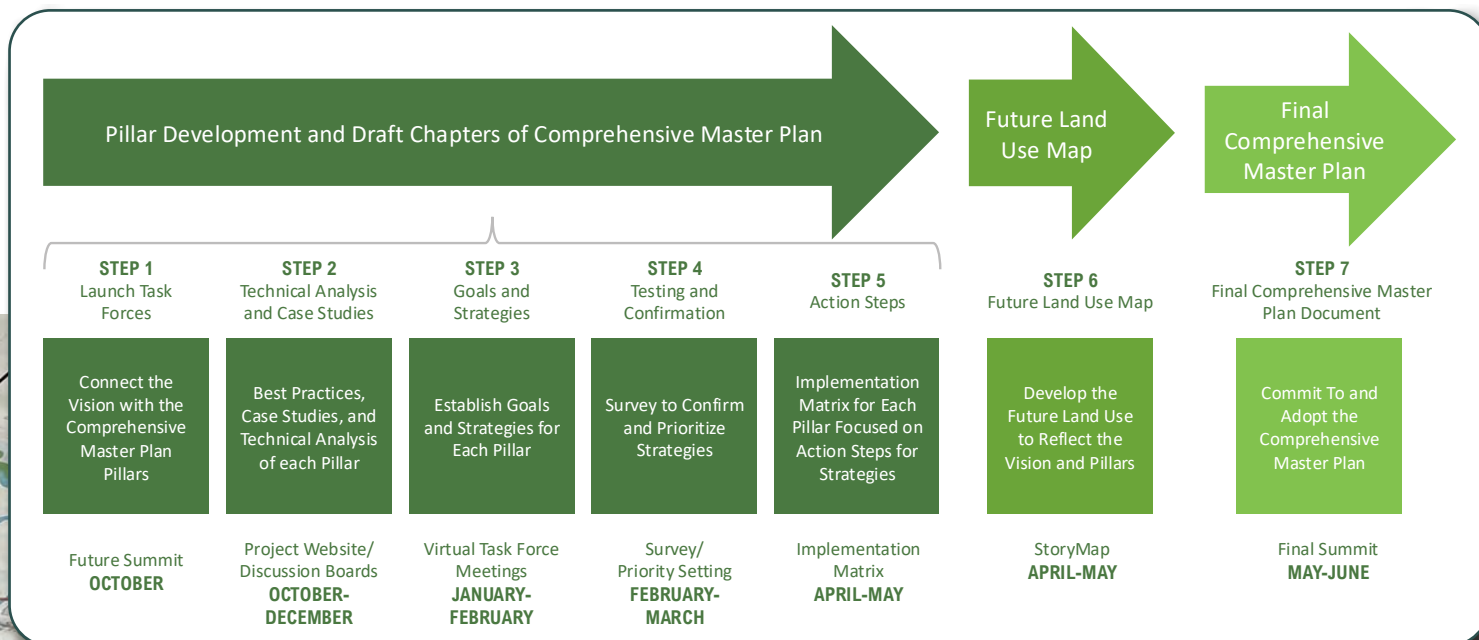 Pillar Development and Draft Chapters of Comprehensive Master Plan
Future Land
Use Map
Final
Comprehensive
Master Plan
STEP 1
Launch Task
Forces
Connect the
Vision with the
Comprehensive
Master Plan
Pillars
Future Summit
OCTOBER
STEP 2
Technical Analysis
and Case Studies
Best Practices,
Case Studies, and
Technical Analysis
of each Pillar
Project Website/
Discussion Boards
OCTOBER-
DECEMBER
STEP 3
Goals and
Strategies
Establish Goals
and Strategies for
Each Pillar
Virtual Task Force
Meetings
JANUARY-
FEBRUARY
STEP 4
Testing and
Confirmation
Survey to Confirm
and Prioritize
Strategies
Survey/
Priority Setting
FEBRUARY-
MARCH
STEP 5
Action Steps
Implementation
Matrix for Each
Pillar Focused on
Action Steps for
Strategies
Implementation
Matrix
APRIL-MAY
STEP 6
Future Land Use Map
Develop the
Future Land Use
to Reflect the
Vision and Pillars
StoryMap
APRIL-MAY
STEP 7
Final Comprehensive Master
Plan Document
Commit To and
Adopt the
Comprehensive
Master Plan
Final Summit
MAY-JUNE